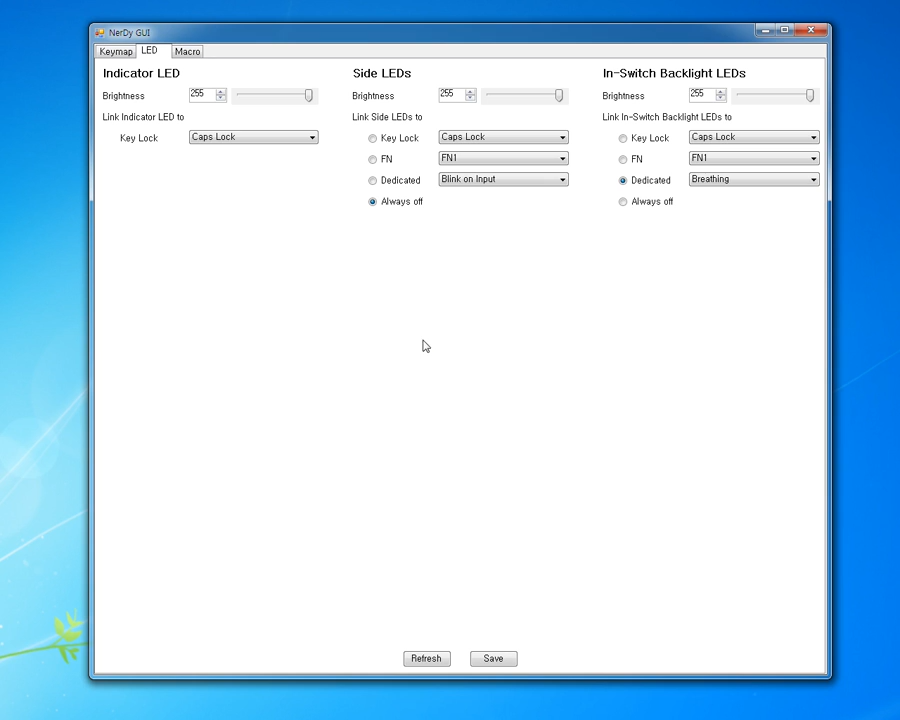 NerDy GUI
Keymap LED Macro
Indicator LED Side LEDs In-Switch Backlight LEDs
Brightness 255 Brightness 255 Brightness 255
Link Indicator LED to Link Side LEDs to Link In-Switch Backlight LEDs to
Key Lock Caps Lock Key Lock Caps Lock Key Lock Caps Lock
FN FN1 FN FN1
Dedicated Blink on Input Dedicated Breathing
Always off Always off
Refresh Save